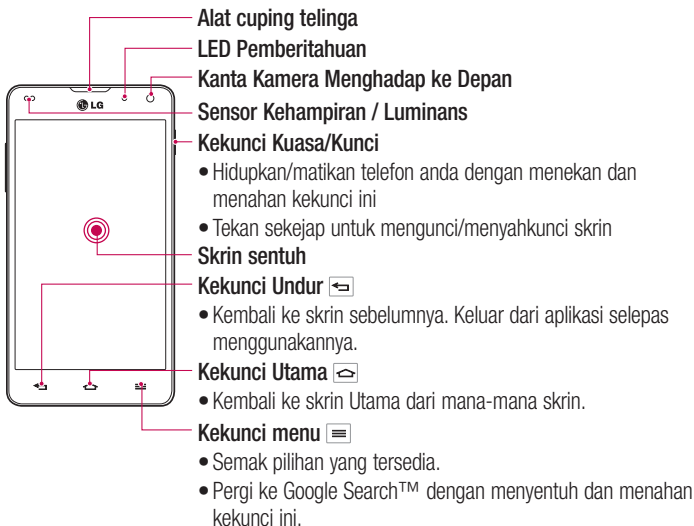 Alat cuping telinga
LED Pemberitahuan
Kanta Kamera Menghadap ke Depan
LG
Sensor Kehampiran / Luminans
Kekunci Kuasa/Kunci
• Hidupkan/matikan telefon anda dengan menekan dan
menahan kekunci ini
• Tekan sekejap untuk mengunci/menyahkunci skrin
Skrin sentuh
Kekunci Undur
• Kembali ke skrin sebelumnya. Keluar dari aplikasi selepas
menggunakannya.
Kekunci Utama
• Kembali ke skrin Utama dari mana-mana skrin.
Kekunci menu
• Semak pilihan yang tersedia.
• Pergi ke Google Search™ dengan menyentuh dan menahan
kekunci ini.